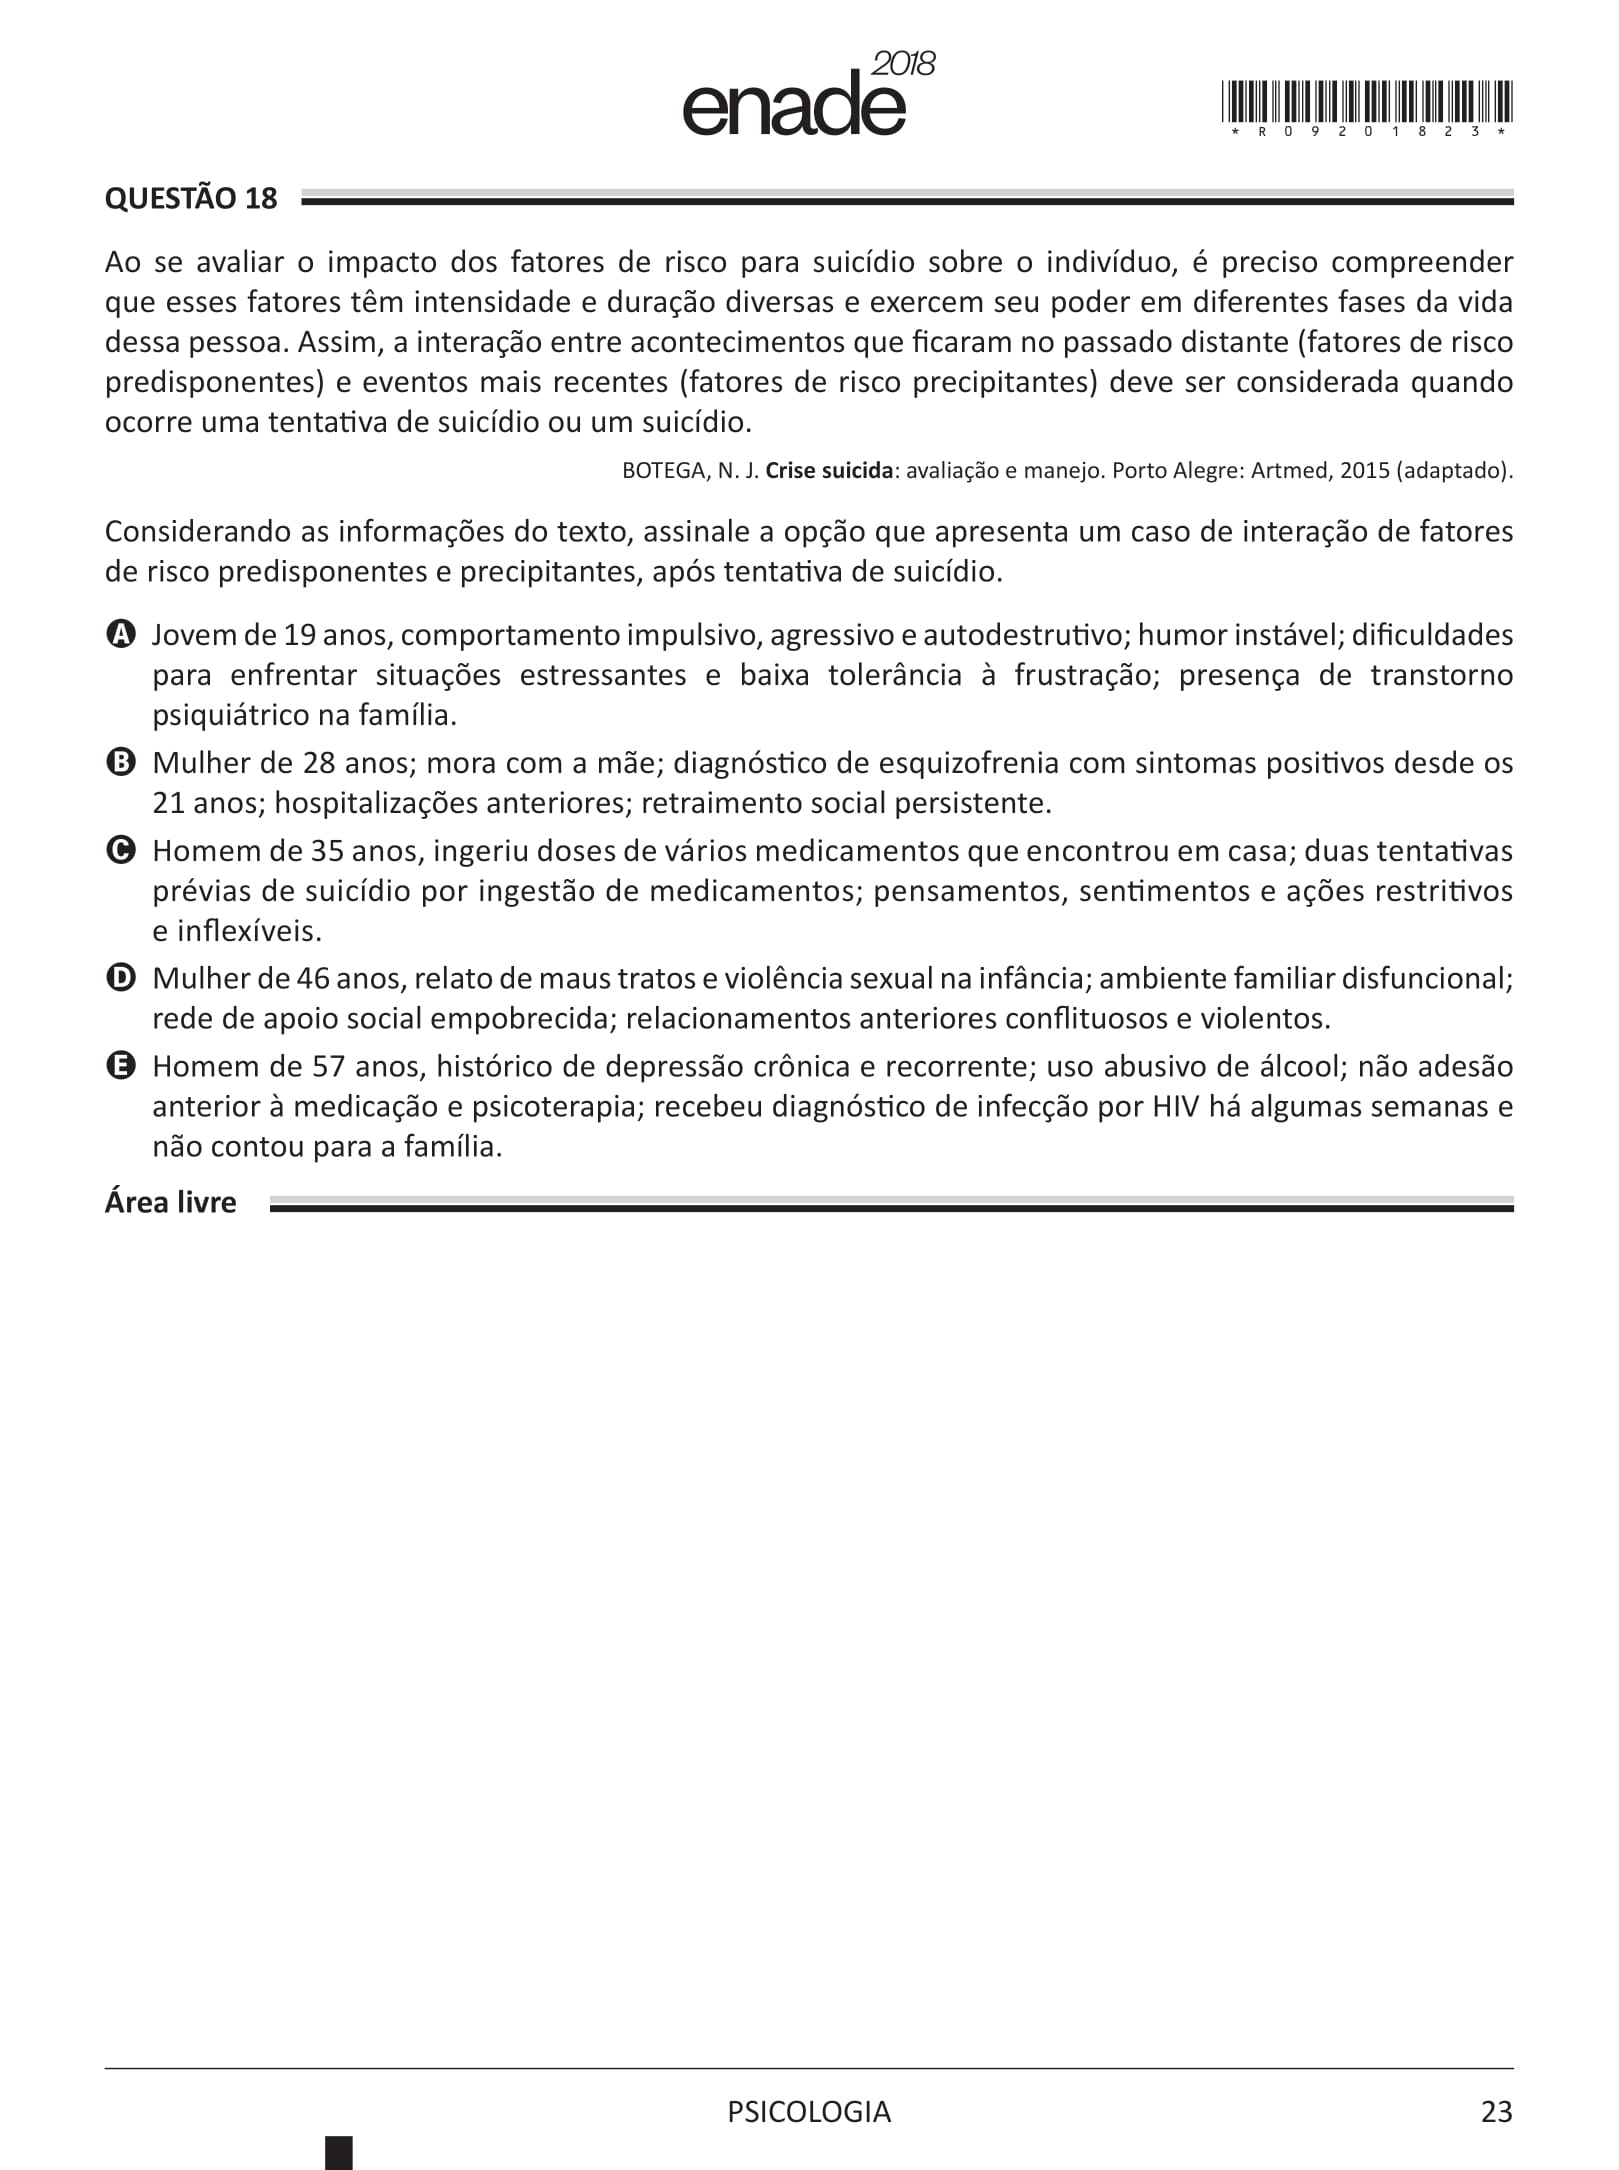 enade 2018
*R09201823*
QUESTÃO 18
Ao se avaliar o impacto dos fatores de risco para suicídio sobre o indivíduo, é preciso compreender
que esses fatores têm intensidade e duração diversas e exercem seu poder em diferentes fases da vida
dessa pessoa. Assim, a interação entre acontecimentos que ficaram no passado distante (fatores de risco
predisponentes) e eventos mais recentes (fatores de risco precipitantes) deve ser considerada quando
ocorre uma tentativa de suicídio ou um suicídio.
BOTEGA, N. J. Crise suicida: avaliação e manejo. Porto Alegre: Artmed, 2015 (adaptado).
Considerando as informações do texto, assinale a opção que apresenta um caso de interação de fatores
de risco predisponentes e precipitantes, após tentativa de suicídio.
A Jovem de 19 anos, comportamento impulsivo, agressivo e autodestrutivo; humor instável; dificuldades
para enfrentar situações estressantes e baixa tolerância à frustração; presença de transtorno
psiquiátrico na família.
B Mulher de 28 anos; mora com a mãe; diagnóstico de esquizofrenia com sintomas positivos desde os
21 anos; hospitalizações anteriores; retraimento social persistente.
C Homem de 35 anos, ingeriu doses de vários medicamentos que encontrou em casa; duas tentativas
prévias de suicídio por ingestão de medicamentos; pensamentos, sentimentos e ações restritivos
e inflexíveis.
D Mulher de 46 anos, relato de maus tratos e violência sexual na infância; ambiente familiar disfuncional;
rede de apoio social empobrecida; relacionamentos anteriores conflituosos e violentos.
E Homem de 57 anos, histórico de depressão crônica e recorrente; uso abusivo de álcool; não adesão
anterior à medicação e psicoterapia; recebeu diagnóstico de infecção por HIV há algumas semanas e
não contou para a família.
Área livre
PSICOLOGIA
23